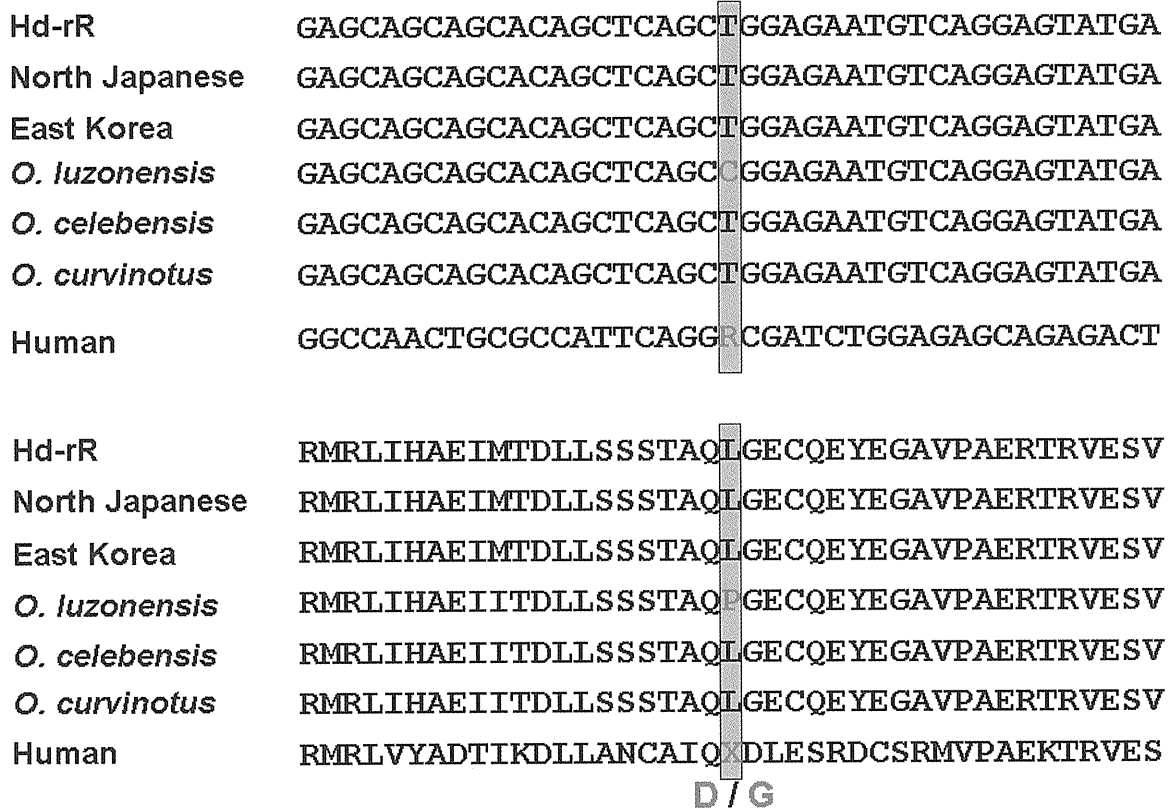 Hd-rR GAGCAGCAGCACAGCTCAGCTGGAGAATGTCAGGAGTATGA
North Japanese GAGCAGCAGCACAGCTCAGCTGGAGAATGTCAGGAGTATGA
East Korea GAGCAGCAGCACAGCTCAGCTGGAGAATGTCAGGAGTATGA
O. luzonensis GAGCAGCAGCACAGCTCAGCCGGAGAATGTCAGGAGTATGA
O. celebensis GAGCAGCAGCACAGCTCAGCTGGAGAATGTCAGGAGTATGA
O. curvinotus GAGCAGCAGCACAGCTCAGCTGGAGAATGTCAGGAGTATGA
Human GGCCAACTGCGCCATTCAGGRCGATCTGGAGAGCAGAGACT
Hd-rR RMRLIHAEIMTDLLSSSTAQLGECQEYEGAVPAERTRVESV
North Japanese RMRLIHAEIMTDLLSSSTAQLGECQEYEGAVPAERTRVESV
East Korea RMRLIHAEIMTDLLSSSTAQLGECQEYEGAVPAERTRVESV
O. luzonensis RMRLIHAEIITDLLSSSTAQPGECQEYEGAVPAERTRVESV
O. celebensis RMRLIHAEIITDLLSSSTAQLGECQEYEGAVPAERTRVESV
O. curvinotus RMRLIHAEIITDLLSSSTAQLGECQEYEGAVPAERTRVESV
Human RMRLVYADTIKDLLANCAIQXDLESRDCSRMVPAEKTRVES
D / G